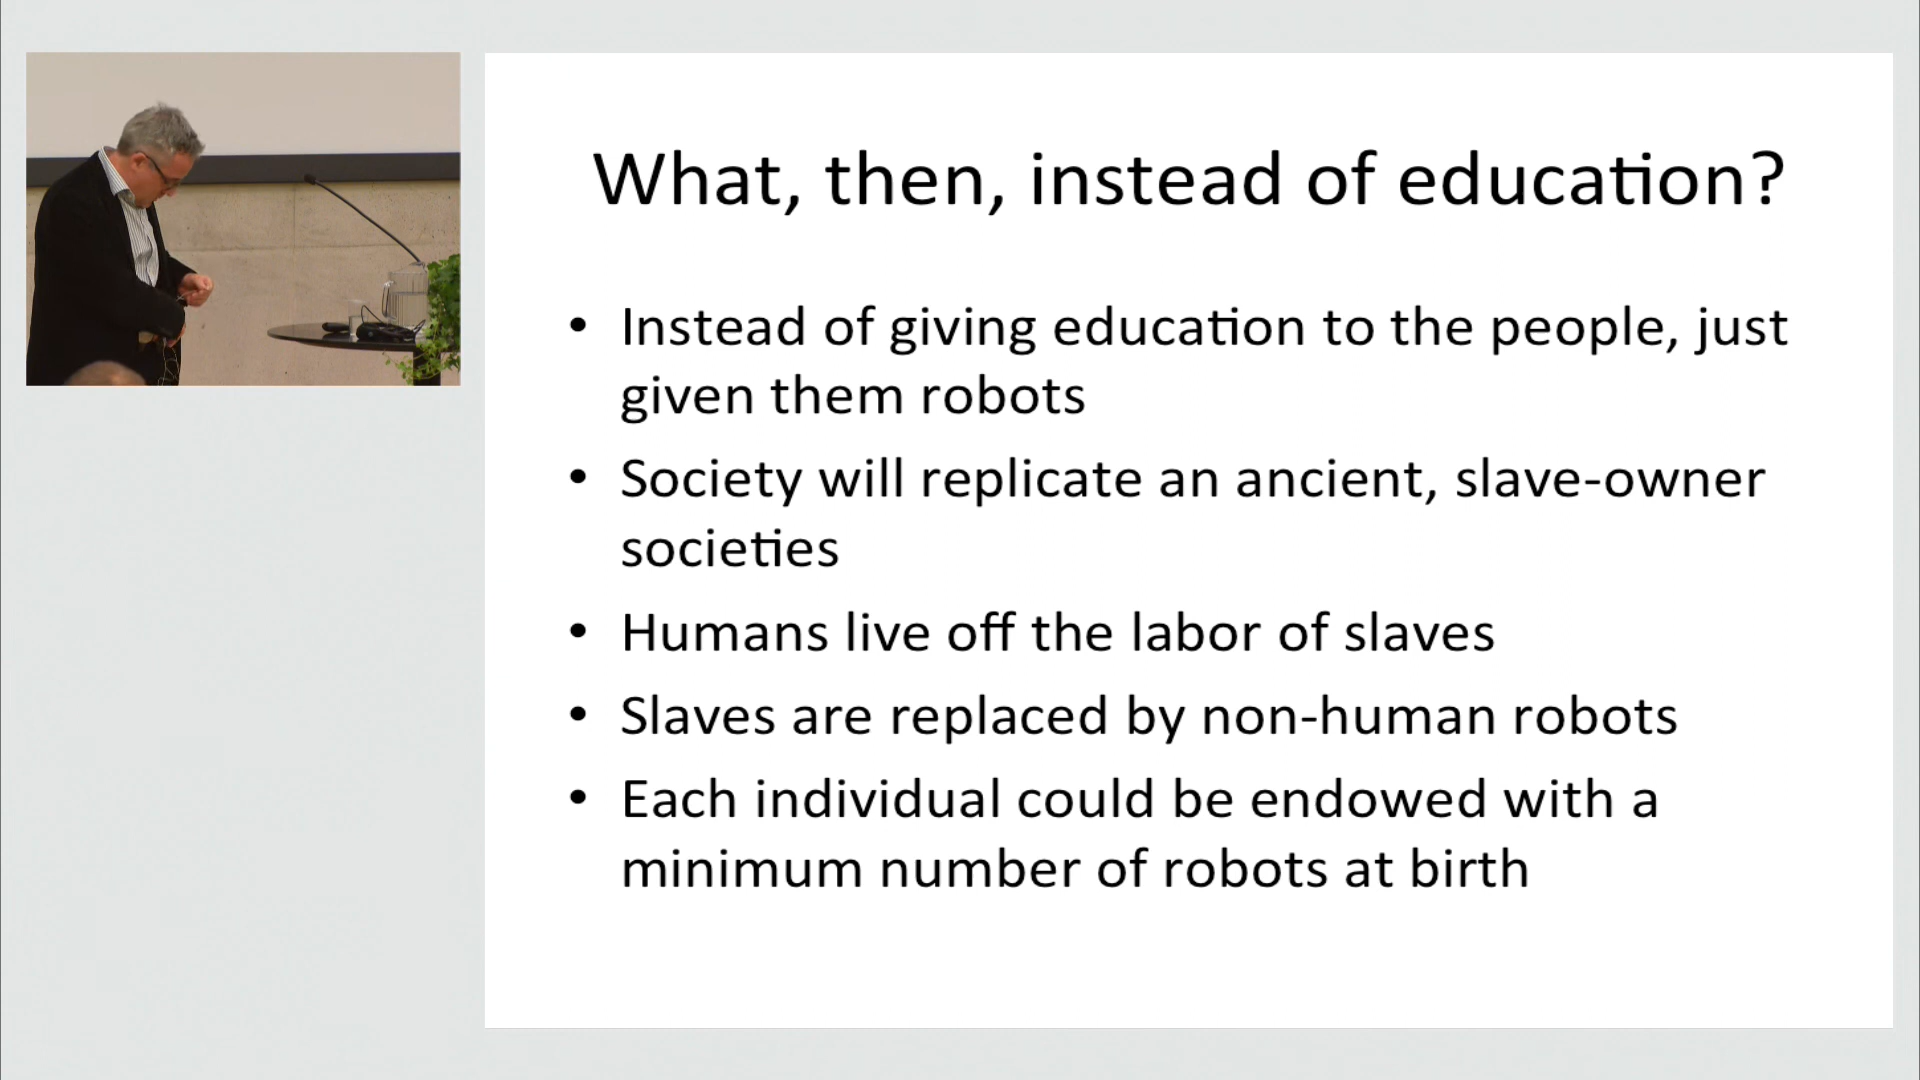 What, then, instead of education?
• Instead of giving education to the people, just
given them robots
• Society will replicate an ancient, slave-owner
societies
• Humans live off the labor of slaves
• Slaves are replaced by non-human robots
• Each individual could be endowed with a
minimum number of robots at birth